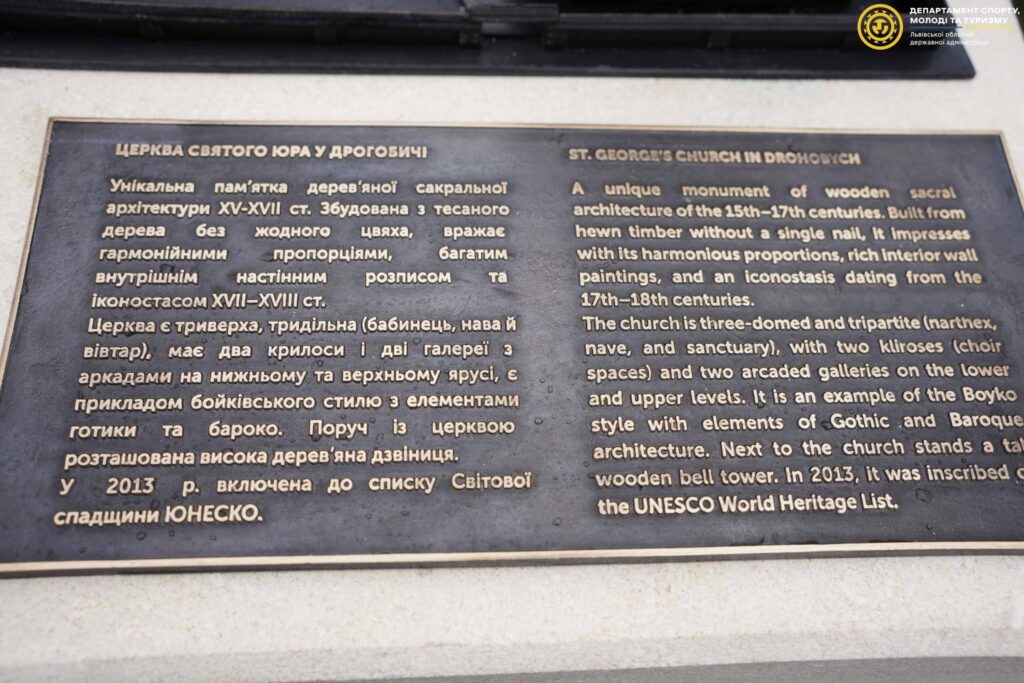 ДЕПАРТАМЕНТ СПОРТУ,
МОЛОДІ ТА ТУРИЗМУ
Львівської обласної
державної адміністрації
ЦЕРКВА СВЯТОГО ЮРА У ДРОГОБИЧІ
Унікальна пам'ятка дерев'яної сакральної
архітектури XV-XVII ст. Збудована з тесаного
дерева без жодного цвяха, вражає
гармонійними пропорціями, багатим
внутрішнім настінним розписом та
іконостасом XVII–XVIII ст.
Церква є триверха, тридільна (бабинець, нава й
вівтар), має два крилоси і дві галереї з
аркадами на нижньому та верхньому ярусі, є
прикладом бойківського стилю з елементами
готики та бароко. Поруч із церквою
розташована висока дерев'яна дзвіниця.
У 2013 р. включена до списку Світової
спадщини ЮНЕСКО.
ST. GEORGE'S CHURCH IN DROHOBYCH
A unique monument of wooden sacral
architecture of the 15th–17th centuries. Built from
hewn timber without a single nail, it impresses
with its harmonious proportions, rich interior wall
paintings, and an iconostasis dating from the
17th–18th centuries.
The church is three-domed and tripartite (narthex,
nave, and sanctuary), with two kliroses (choir
spaces) and two arcaded galleries on the lower
and upper levels. It is an example of the Boyko
style with elements of Gothic and Baroque
architecture. Next to the church stands a
wooden bell tower. In 2013, it was inscribed
the UNESCO World Heritage List.